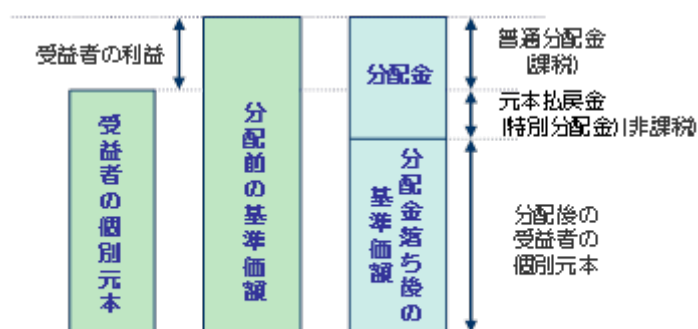 受益者の利益
受益者の個別元本
分配前の基準価額
分配金
分配金落ち後の
基準価額
普通分配金
(課税)
元本払戻金
(特別分配金)(非課税)
分配後の
受益者の
個別元本